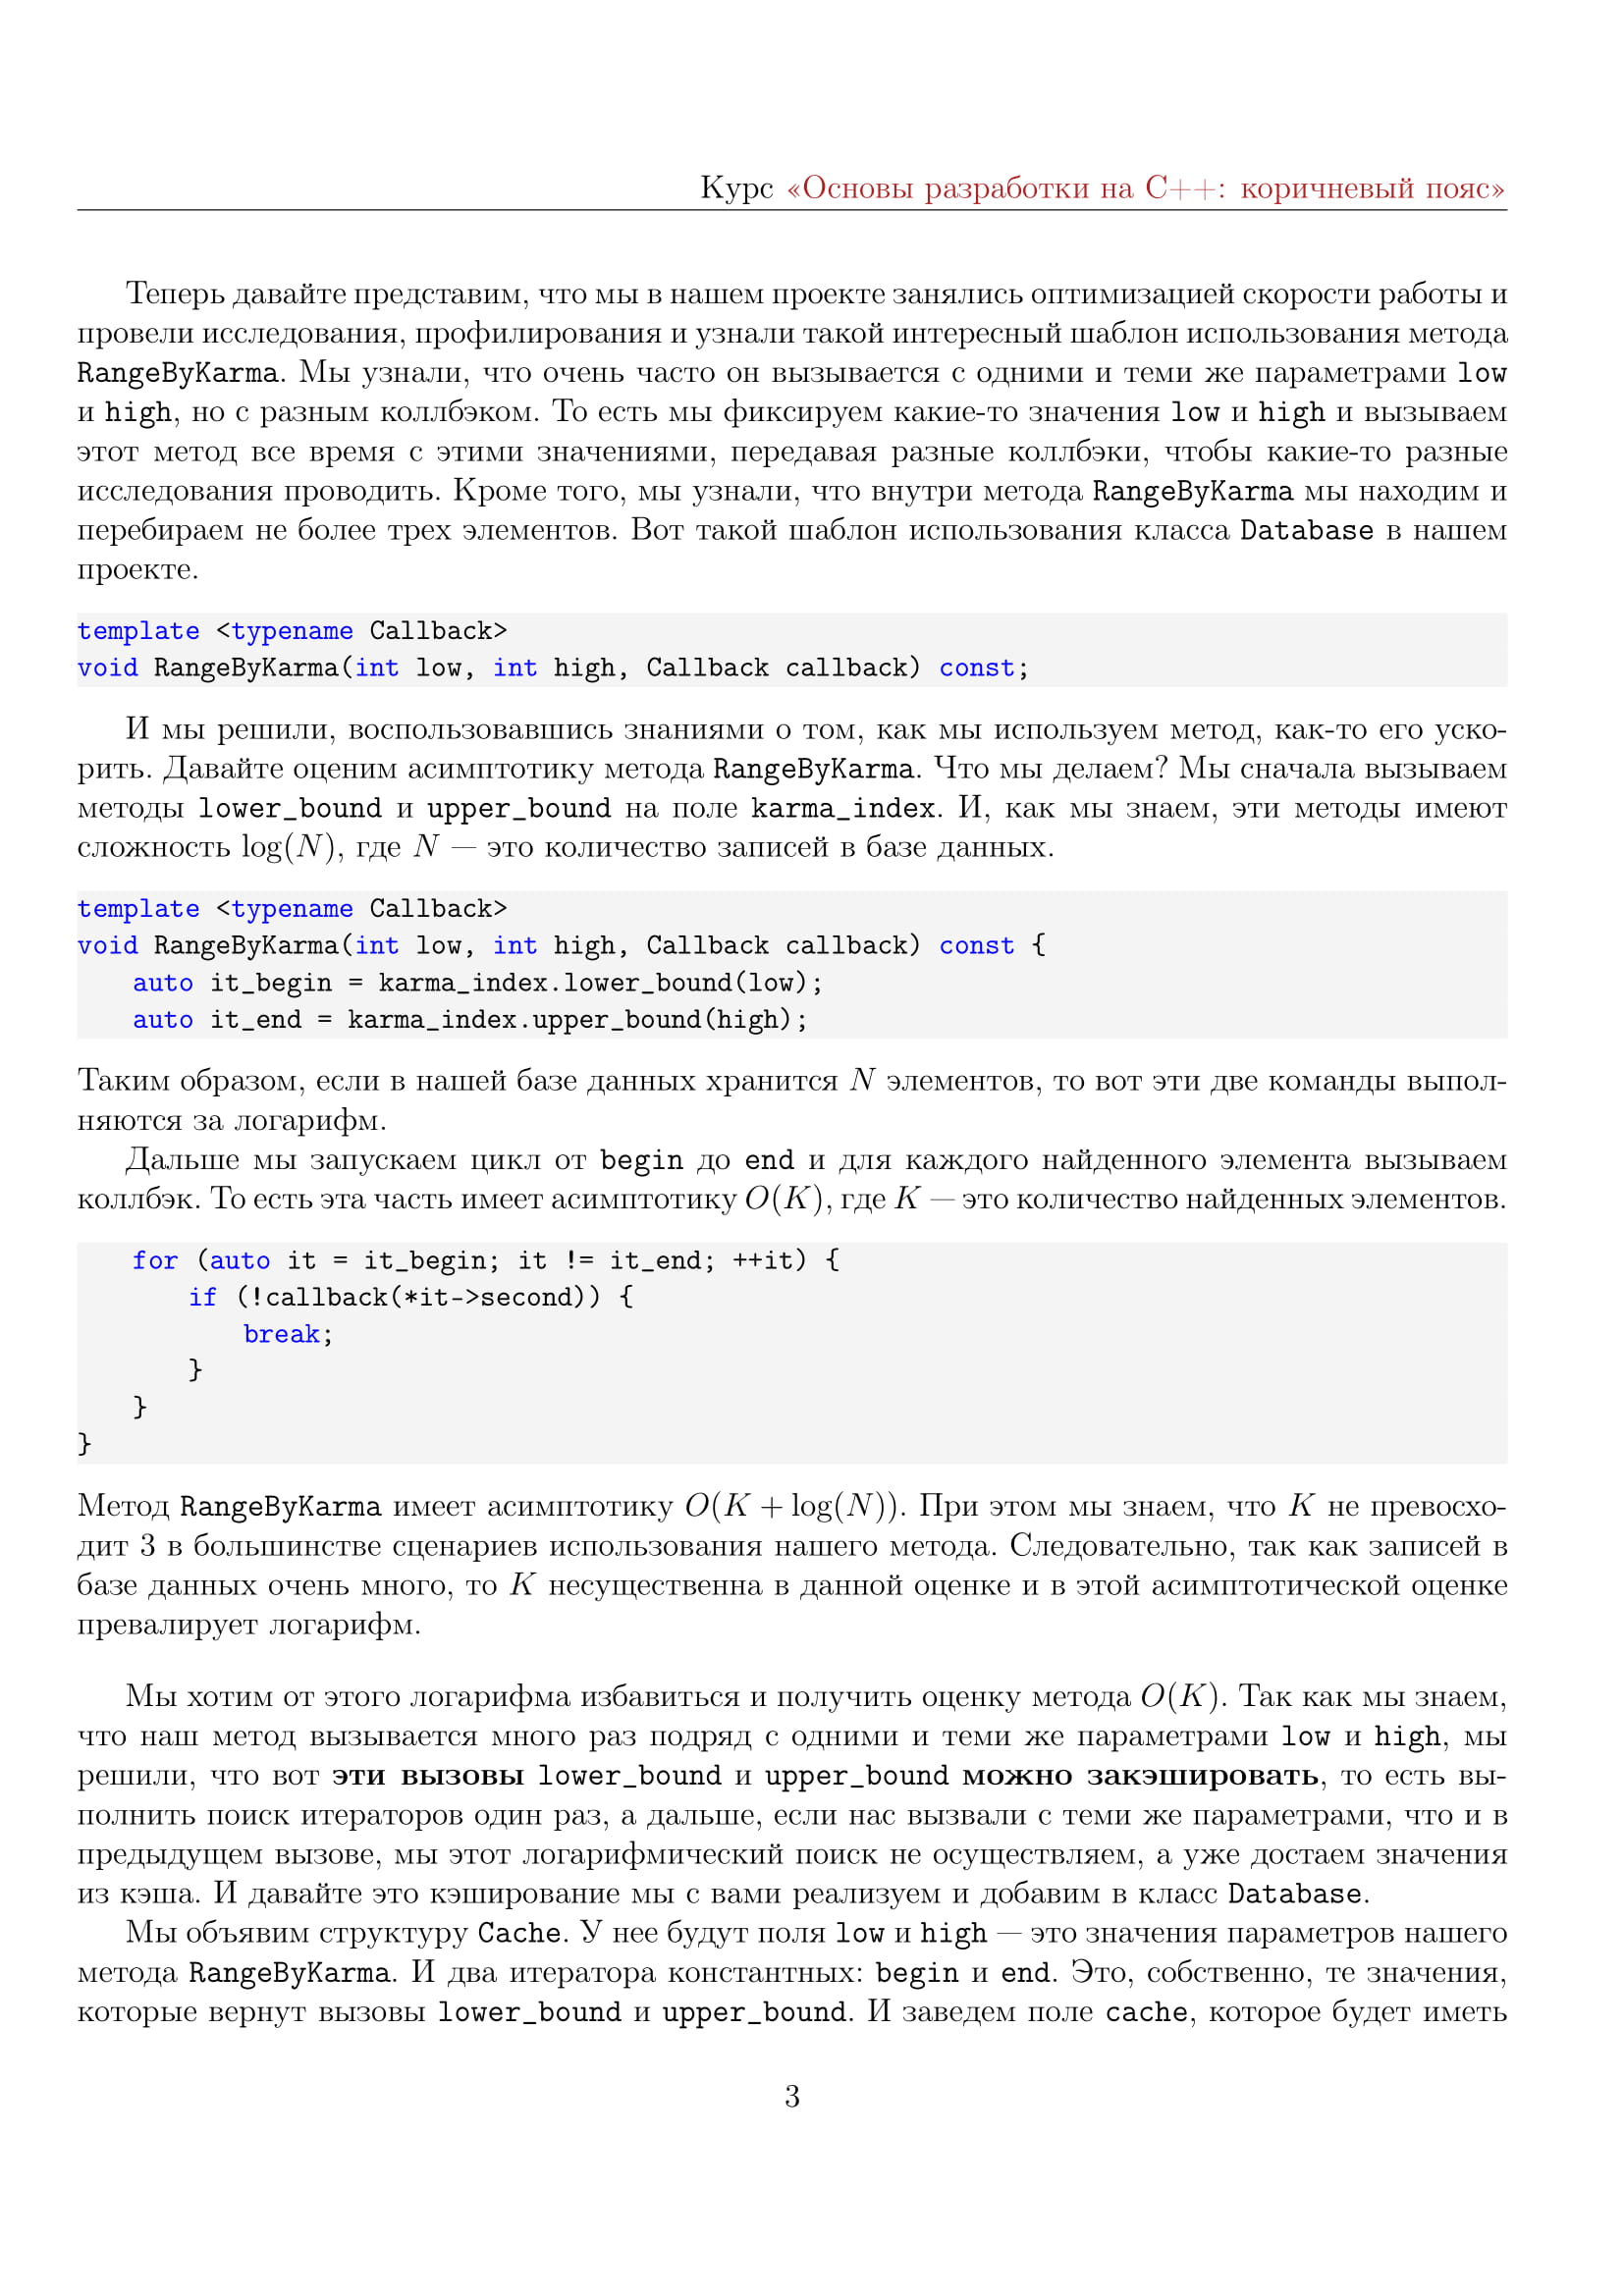 Курс «Основы разработки на C++: коричневый пояс»
Теперь давайте представим, что мы в нашем проекте занялись оптимизацией скорости работы и
провели исследования, профилирования и узнали такой интересный шаблон использования метода
RangeByKarma. Мы узнали, что очень часто он вызывается с одними и теми же параметрами low
и high, но с разным коллбэком. То есть мы фиксируем какие-то значения low и high и вызываем
этот метод все время с этими значениями, передавая разные коллбэки, чтобы какие-то разные
исследования проводить. Кроме того, мы узнали, что внутри метода RangeByKarma мы находим и
перебираем не более трех элементов. Вот такой шаблон использования класса Database в нашем
проекте.
template <typename Callback>
void RangeByKarma(int low, int high, Callback callback) const;
И мы решили, воспользовавшись знаниями о том, как мы используем метод, как-то его уско-
рить. Давайте оценим асимптотику метода RangeByKarma. Что мы делаем? Мы сначала вызываем
методы lower_bound и upper_bound на поле karma_index. И, как мы знаем, эти методы имеют
сложность log(N), где N — это количество записей в базе данных.
template <typename Callback>
void RangeByKarma(int low, int high, Callback callback) const {
    auto it_begin = karma_index.lower_bound(low);
    auto it_end = karma_index.upper_bound(high);
Таким образом, если в нашей базе данных хранится N элементов, то вот эти две команды выпол-
няются за логарифм.
Дальше мы запускаем цикл от begin до end и для каждого найденного элемента вызываем
коллбэк. То есть эта часть имеет асимптотику O(K), где K — это количество найденных элементов.
    for (auto it = it_begin; it != it_end; ++it) {
        if (!callback(*it->second)) {
            break;
        }
    }
}
Метод RangeByKarma имеет асимптотику O(K + log(N)). При этом мы знаем, что K не превосхо-
дит 3 в большинстве сценариев использования нашего метода. Следовательно, так как записей в
базе данных очень много, то K несущественна в данной оценке и в этой асимптотической оценке
превалирует логарифм.
Мы хотим от этого логарифма избавиться и получить оценку метода O(K). Так как мы знаем,
что наш метод вызывается много раз подряд с одними и теми же параметрами low и high, мы
решили, что вот эти вызовы lower_bound и upper_bound можно закэшировать, то есть вы-
полнить поиск итераторов один раз, а дальше, если нас вызвали с теми же параметрами, что и в
предыдущем вызове, мы этот логарифмический поиск не осуществляем, а уже достаем значения
из кэша. И давайте это кэширование мы с вами реализуем и добавим в класс Database.
Мы объявим структуру Cache. У нее будут поля low и high — это значения параметров нашего
метода RangeByKarma. И два итератора константных: begin и end. Это, собственно, те значения,
которые вернут вызовы lower_bound и upper_bound. И заведем поле cache, которое будет иметь
3